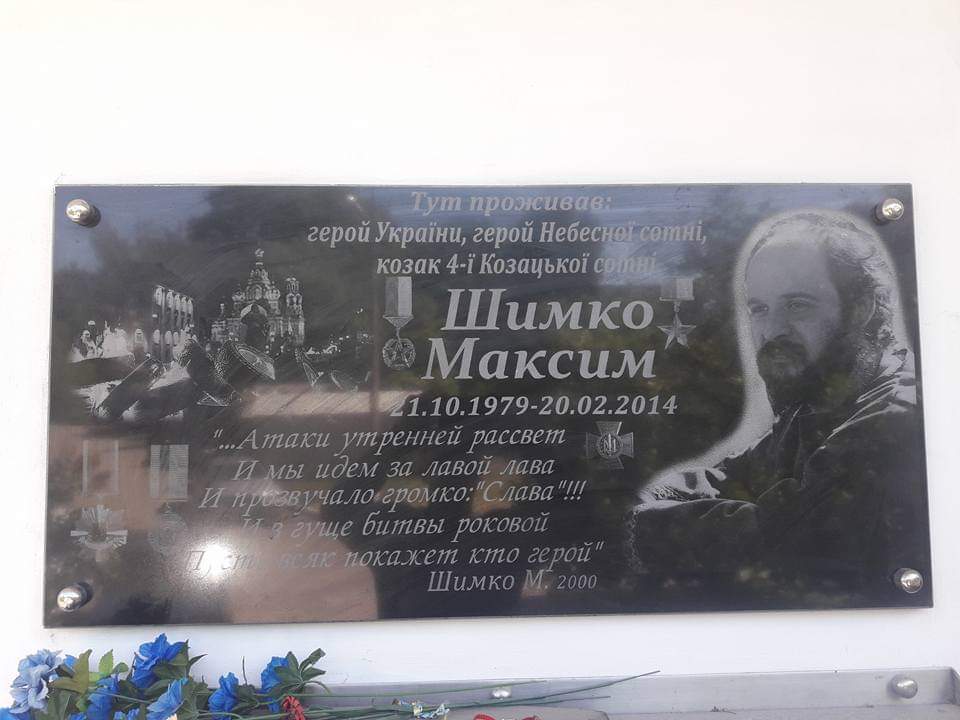 Тут проживав:
герой України, герой Небесної сотні,
козак 4-ї Козацької сотні
Шимко
Максим
21.10.1979-20.02.2014
"...Атаки утренней рассвет
И мы идем за лавой лава
И прозвучало громко:"Слава"!!!
И в гуще битвы роковой
Пусть всяк покажет кто герой"
Шимко М. 2000